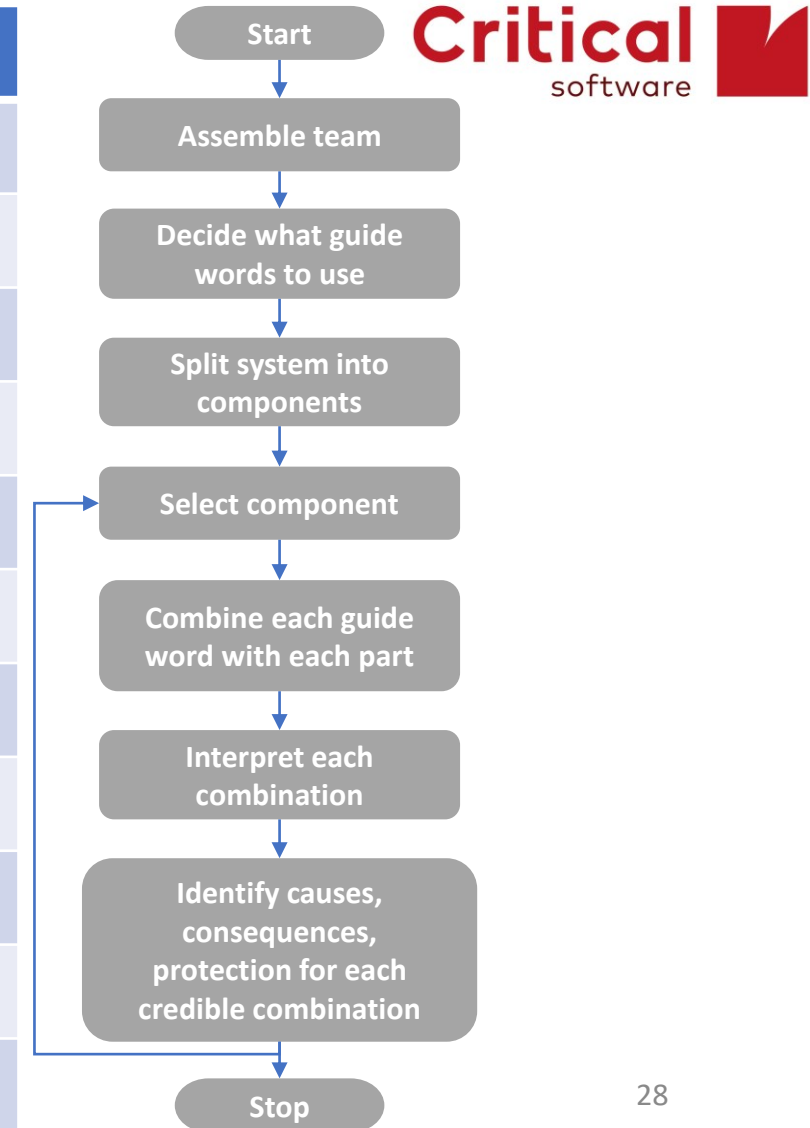 Start
Critical
software
Assemble team
Decide what guide
words to use
Split system into
components
Select component
Combine each guide
word with each part
Interpret each
combination
Identify causes,
consequences,
protection for each
credible combination
Stop
28